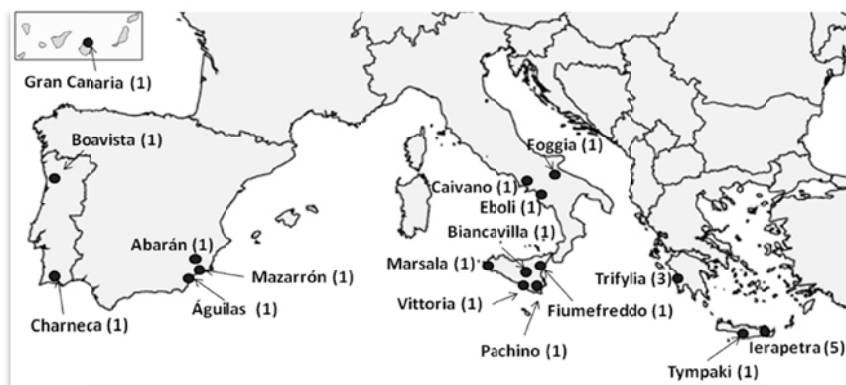 Gran Canaria (1)
Boavista (1)
Foggia (1)
Caivano (1)
Eboli (1)
Biancavilla (1)
Abarán (1)
Marsala (1)
Trifylia (3)
Mazarrón (1)
Águilas (1)
Vittoria (1)
Fiumefreddo (1)
Charneca (1)
Pachino (1)
Ierapetra (5)
Tympaki (1)